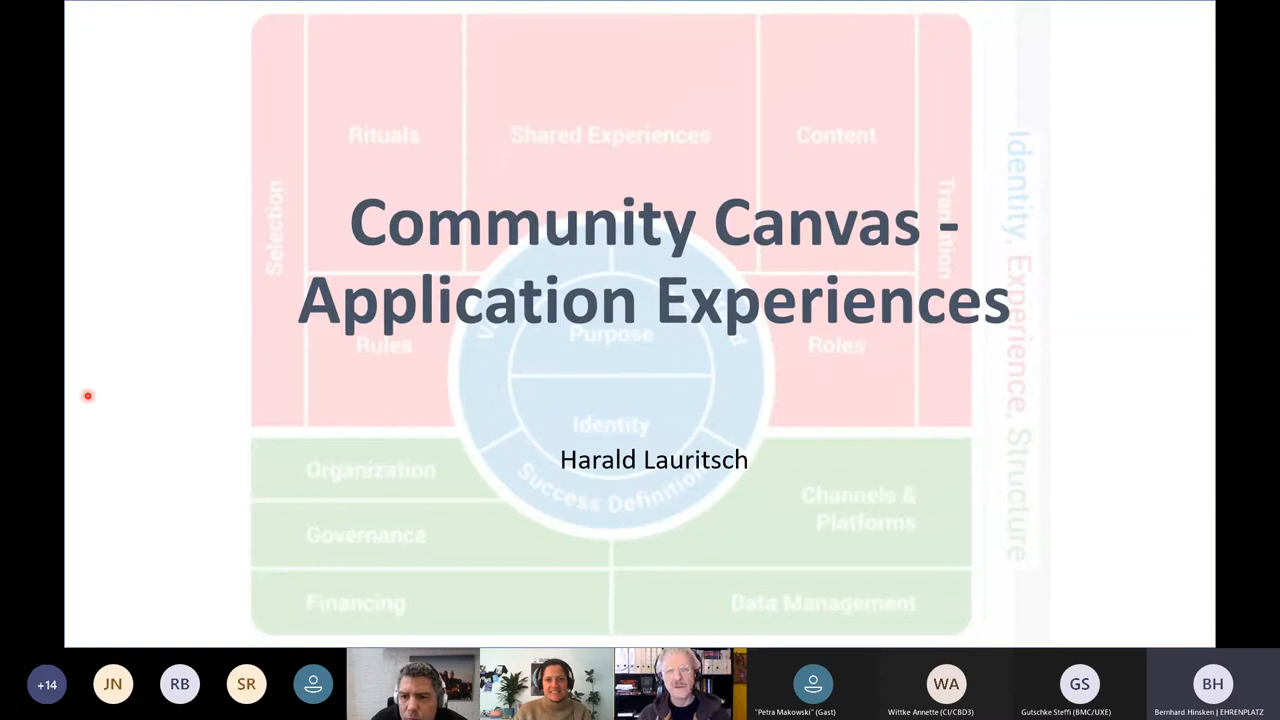 Rituals
Shared Experiences
Content
Selection
Community Canvas -
Application Experiences
Rules
Purpose
Roles
Identity
Harald Lauritsch
Success Definition
Organization
Governance
Financing
Channels &
Platforms
Data Management
Identity, Experience, Structure
+14
JN
RB
SR
WA
GS
BH
"Petra Makowski" (Gast)
Wittke Annette (CI/CBD3)
Gutschke Steffi (BMC/UXE)
Bernhard Hinsken | EHRENPLATZ